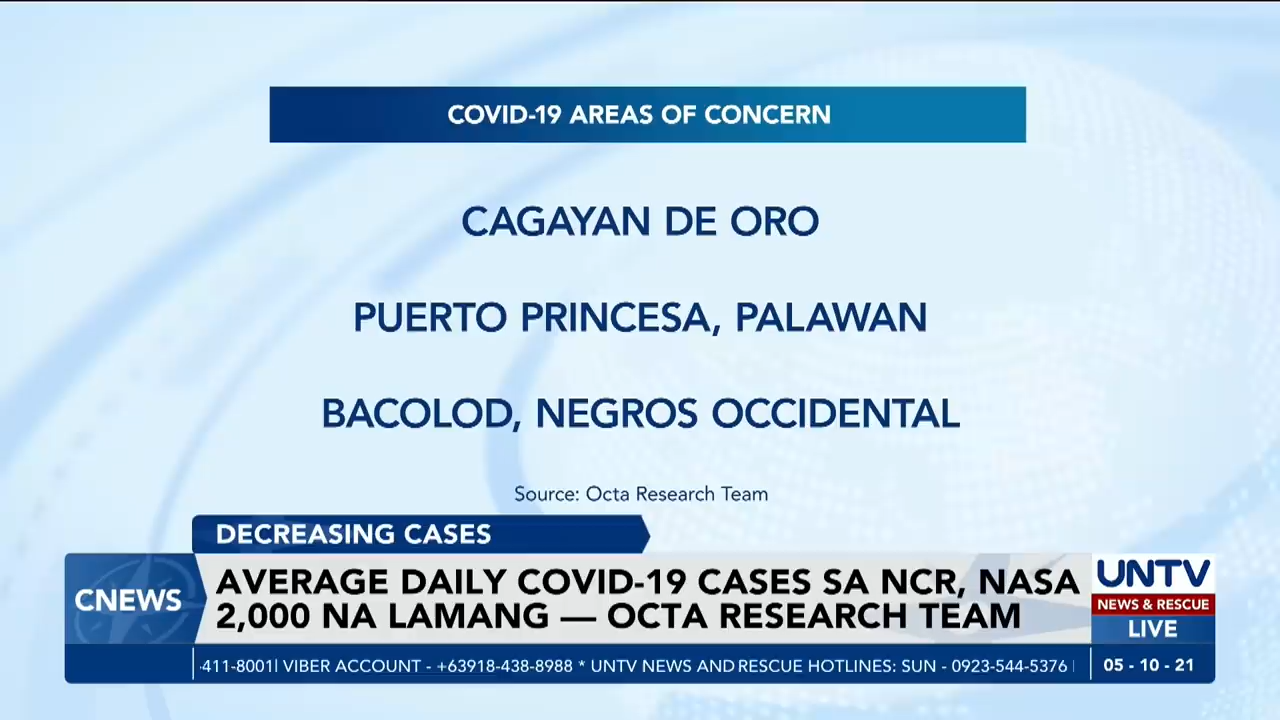 COVID-19 AREAS OF CONCERN
CAGAYAN DE ORO
PUERTO PRINCESA, PALAWAN
BACOLOD, NEGROS OCCIDENTAL
Source: Octa Research Team
DECREASING CASES
CNEWS
AVERAGE DAILY COVID-19 CASES SA NCR, NASA
2,000 NA LAMANG — OCTA RESEARCH TEAM
UNTV
NEWS & RESCUE
LIVE
411-8001| VIBER ACCOUNT - +63918-438-8988 * UNTV NEWS AND RESCUE HOTLINES: SUN - 0923-544-5376 |
05 - 10 - 21